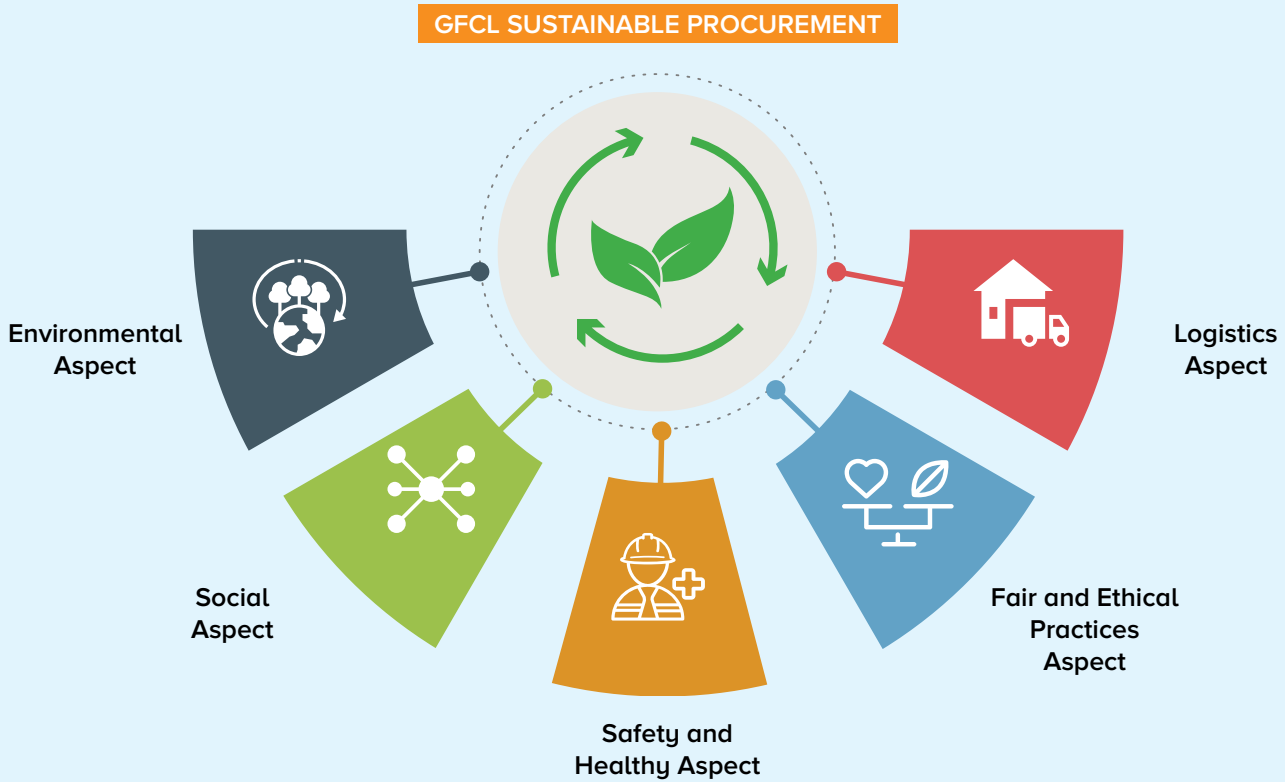 GFCL SUSTAINABLE PROCUREMENT
Environmental
Aspect
Social
Aspect
Safety and
Healthy Aspect
Fair and Ethical
Practices
Aspect
Logistics
Aspect